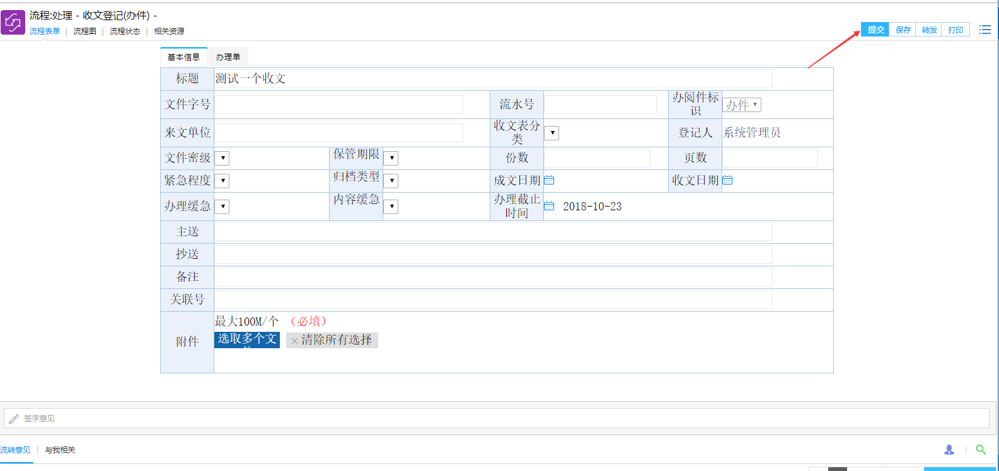 流程:处理 - 收文登记(办件) -
流程表单 | 流程图 | 流程状态 | 相关资源
提交 保存 转发 打印
基本信息 办理单
标题 测试一个收文
文件字号 流水号 办阅件标识 办件
来文单位 收文表分类 登记人 系统管理员
文件密级 保管期限 份数 页数
紧急程度 归档类型 成文日期 收文日期
办理缓急 内容缓急 办理截止时间 2018-10-23
主送
抄送
备注
关联号
附件 最大100M/个 （必填）
选取多个文 × 清除所有选择
签字意见
流转意见 | 与我相关